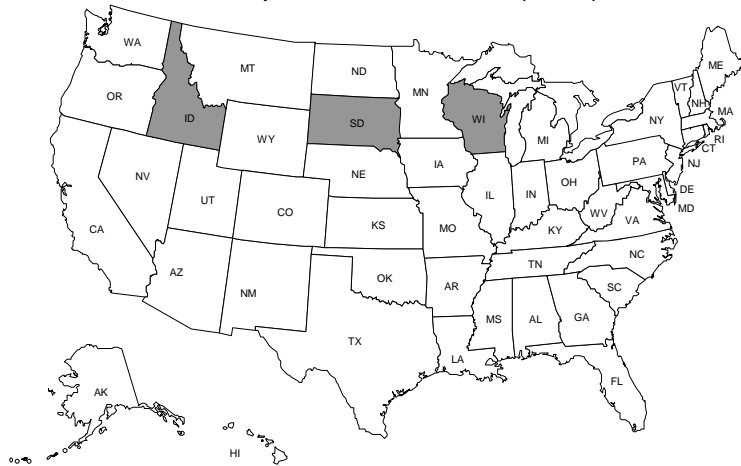 WA
MT
ND
MN
ME
VT
NH
OR
ID
SD
WI
MI
NY
MA
RI
CT
WY
IA
PA
NJ
NV
NE
IL
IN
OH
DE
MD
UT
CO
WV
VA
CA
KS
MO
KY
AZ
NM
OK
AR
TN
NC
SC
TX
MS
AL
GA
LA
FL
AK
HI